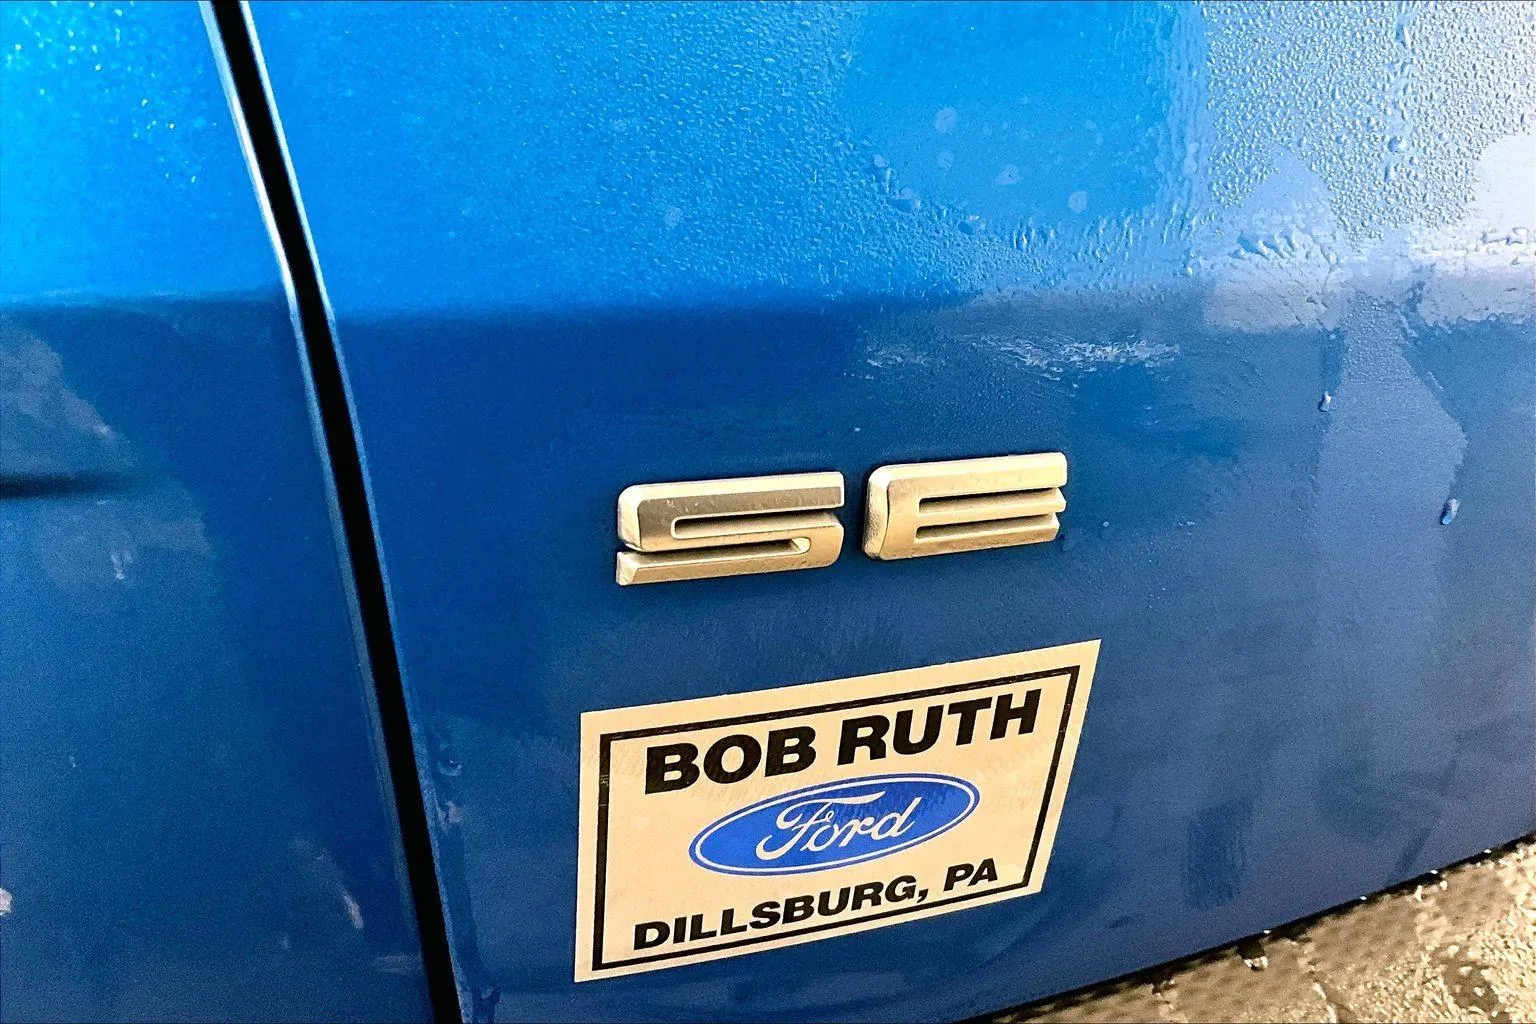 SE
BOB RUTH
Ford
DILLSBURG, PA